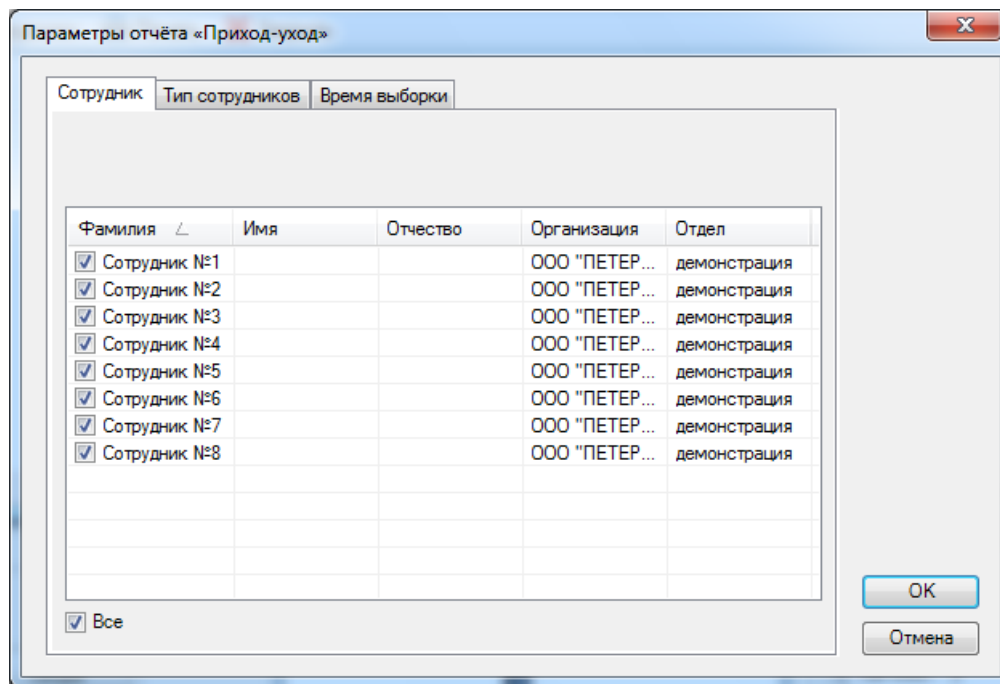 Параметры отчёта «Приход-уход»
Сотрудник Тип сотрудников Время выборки
Фамилия Имя Отчество Организация Отдел
Сотрудник №1 ООО "ПЕТЕР... демонстрация
Сотрудник №2 ООО "ПЕТЕР... демонстрация
Сотрудник №3 ООО "ПЕТЕР... демонстрация
Сотрудник №4 ООО "ПЕТЕР... демонстрация
Сотрудник №5 ООО "ПЕТЕР... демонстрация
Сотрудник №6 ООО "ПЕТЕР... демонстрация
Сотрудник №7 ООО "ПЕТЕР... демонстрация
Сотрудник №8 ООО "ПЕТЕР... демонстрация
OK
Все
Отмена